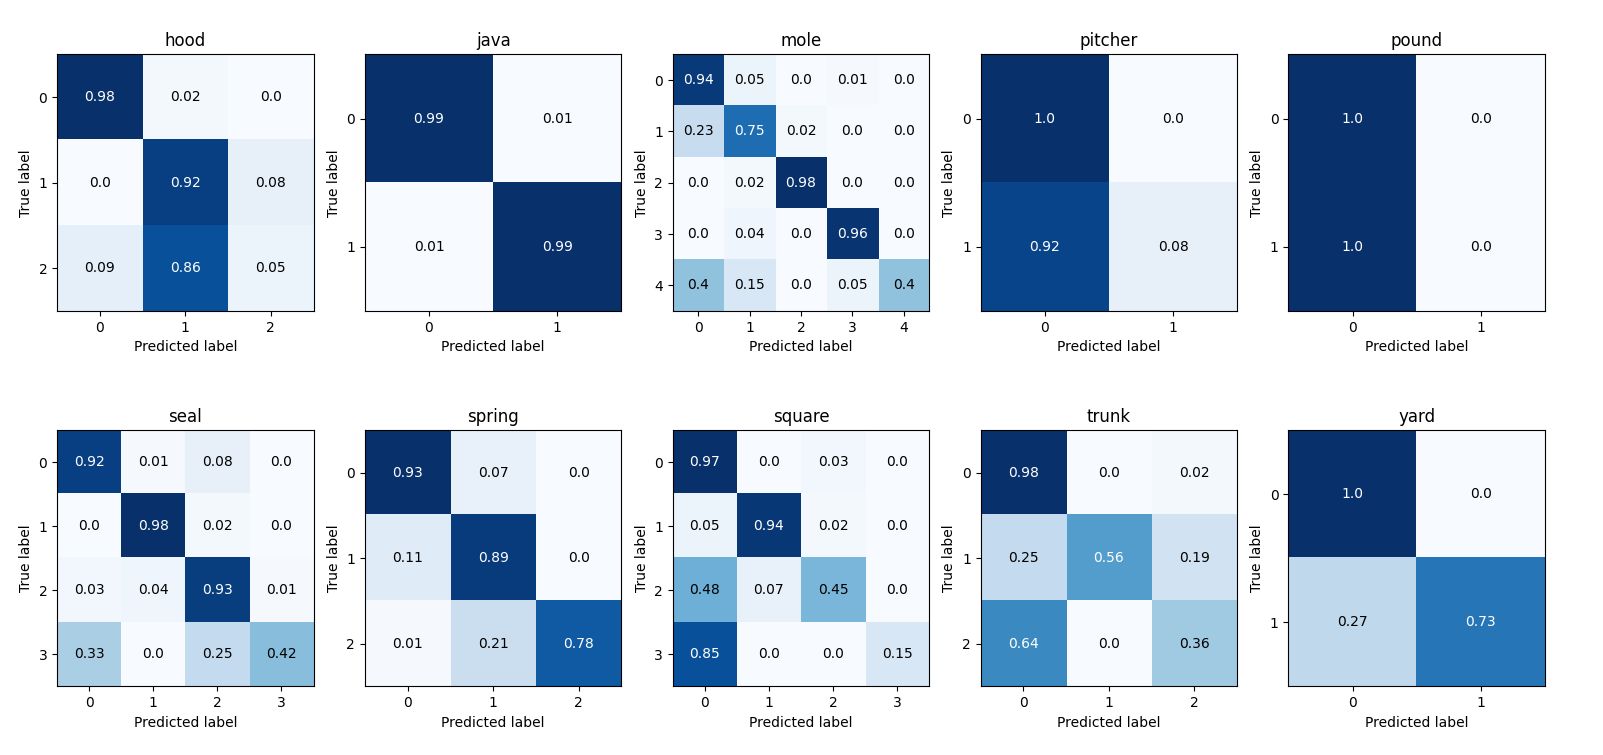 hood
java
mole
pitcher
pound
True label
0
1
2
0.98 0.02 0.0
0.0 0.92 0.08
0.09 0.86 0.05
0 1 2
Predicted label
True label
0
1
0.99 0.01
0.01 0.99
0 1
Predicted label
True label
0
1
2
3
4
0.94 0.05 0.0 0.01 0.0
0.23 0.75 0.02 0.0 0.0
0.0 0.02 0.98 0.0 0.0
0.0 0.04 0.0 0.96 0.0
0.4 0.15 0.0 0.05 0.4
0 1 2 3 4
Predicted label
True label
0
1
1.0 0.0
0.92 0.08
0 1
Predicted label
True label
0
1
1.0 0.0
1.0 0.0
0 1
Predicted label
seal
spring
square
trunk
yard
True label
0
1
2
3
0.92 0.01 0.08 0.0
0.0 0.98 0.02 0.0
0.03 0.04 0.93 0.01
0.33 0.0 0.25 0.42
0 1 2 3
Predicted label
True label
0
1
2
0.93 0.07 0.0
0.11 0.89 0.0
0.01 0.21 0.78
0 1 2
Predicted label
True label
0
1
2
3
0.97 0.0 0.03 0.0
0.05 0.94 0.02 0.0
0.48 0.07 0.45 0.0
0.85 0.0 0.0 0.15
0 1 2 3
Predicted label
True label
0
1
2
0.98 0.0 0.02
0.25 0.56 0.19
0.64 0.0 0.36
0 1 2
Predicted label
True label
0
1
1.0 0.0
0.27 0.73
0 1
Predicted label